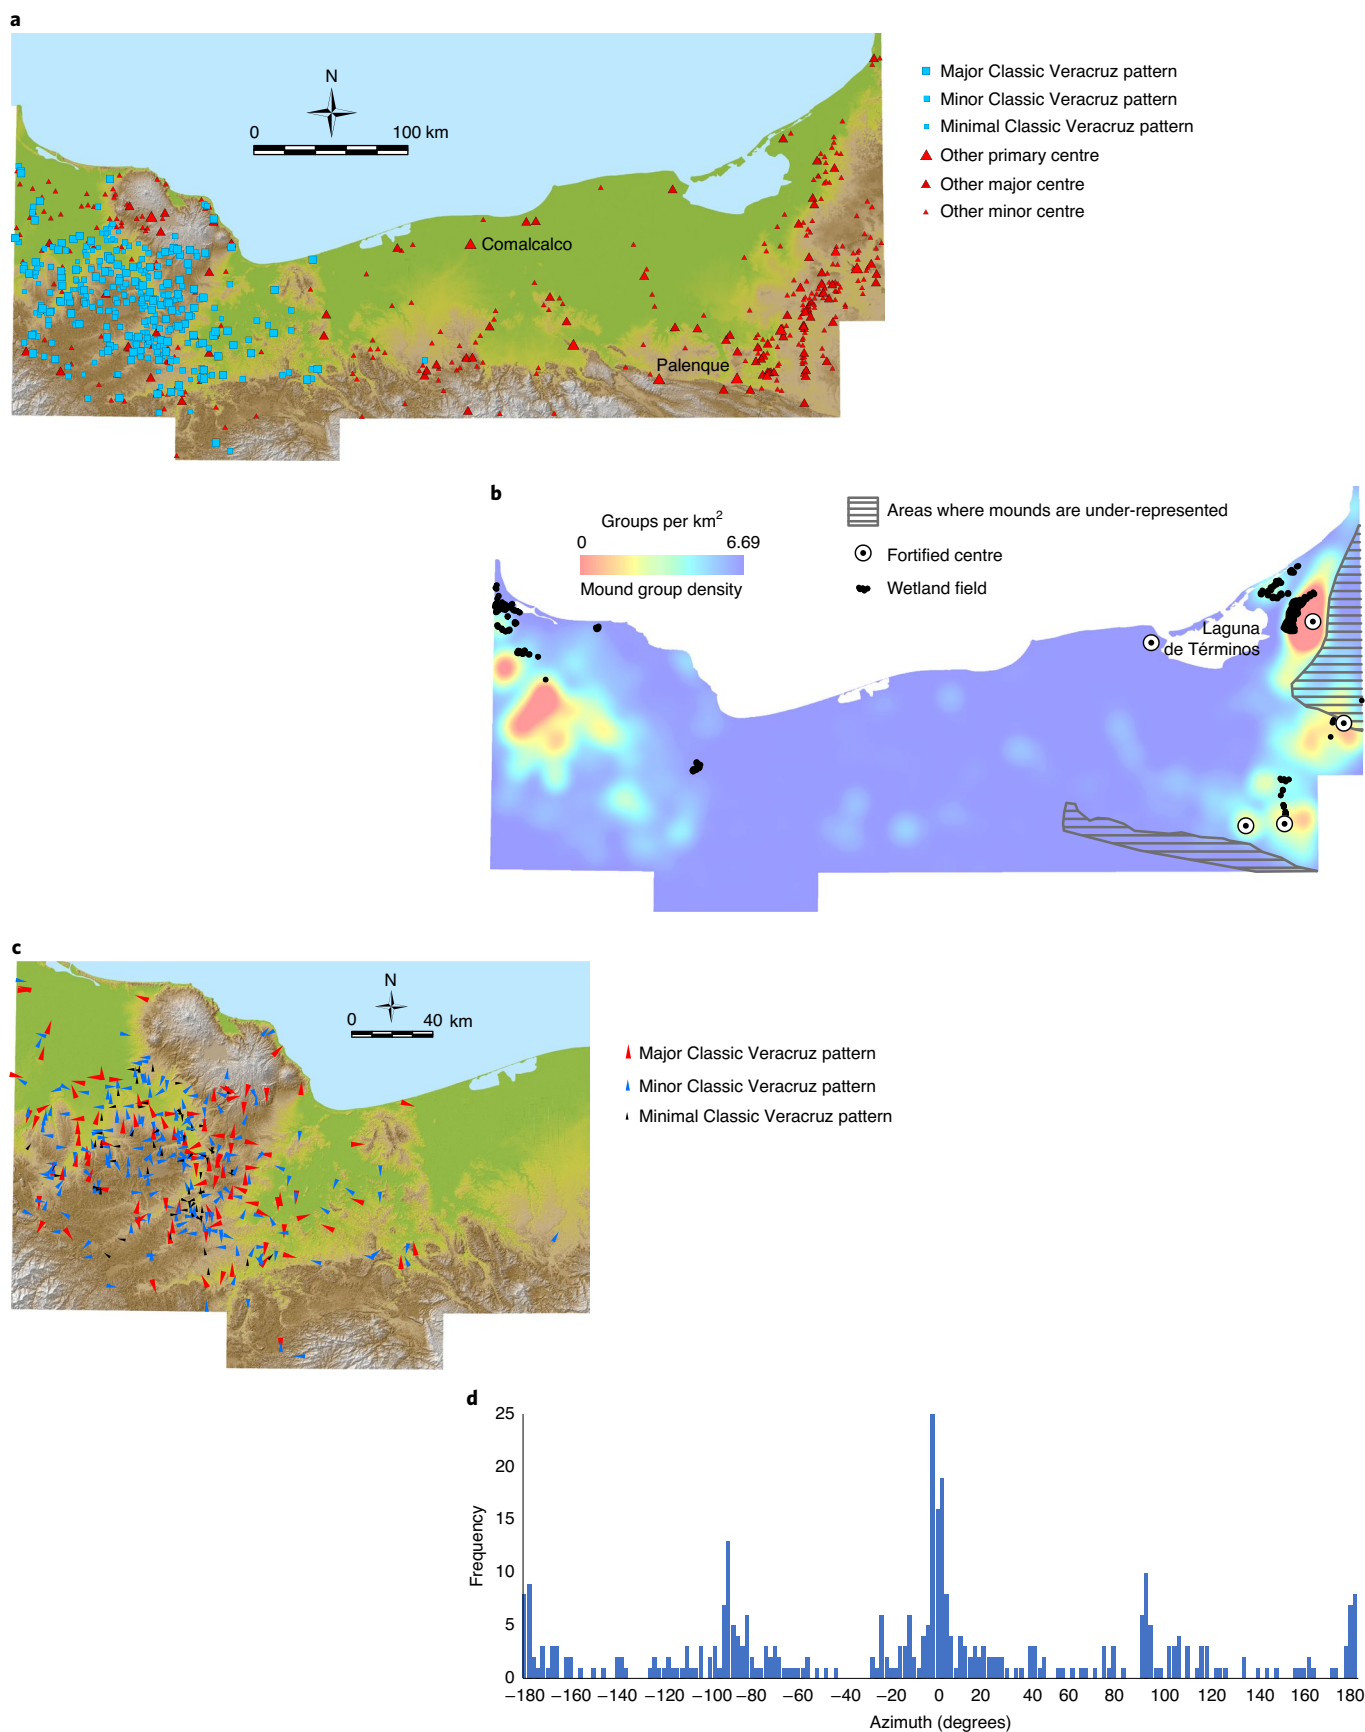 a
N
0 100 km
Comalcalco
Palenque
Major Classic Veracruz pattern
Minor Classic Veracruz pattern
Minimal Classic Veracruz pattern
Other primary centre
Other major centre
Other minor centre
b
Groups per km²
0 6.69
Mound group density
Areas where mounds are under-represented
Fortified centre
Wetland field
Laguna
de Términos
c
N
0 40 km
Major Classic Veracruz pattern
Minor Classic Veracruz pattern
Minimal Classic Veracruz pattern
d
25
20
15
10
5
0
Frequency
−180 −160 −140 −120 −100 −80 −60 −40 −20 0 20 40 60 80 100 120 140 160 180
Azimuth (degrees)